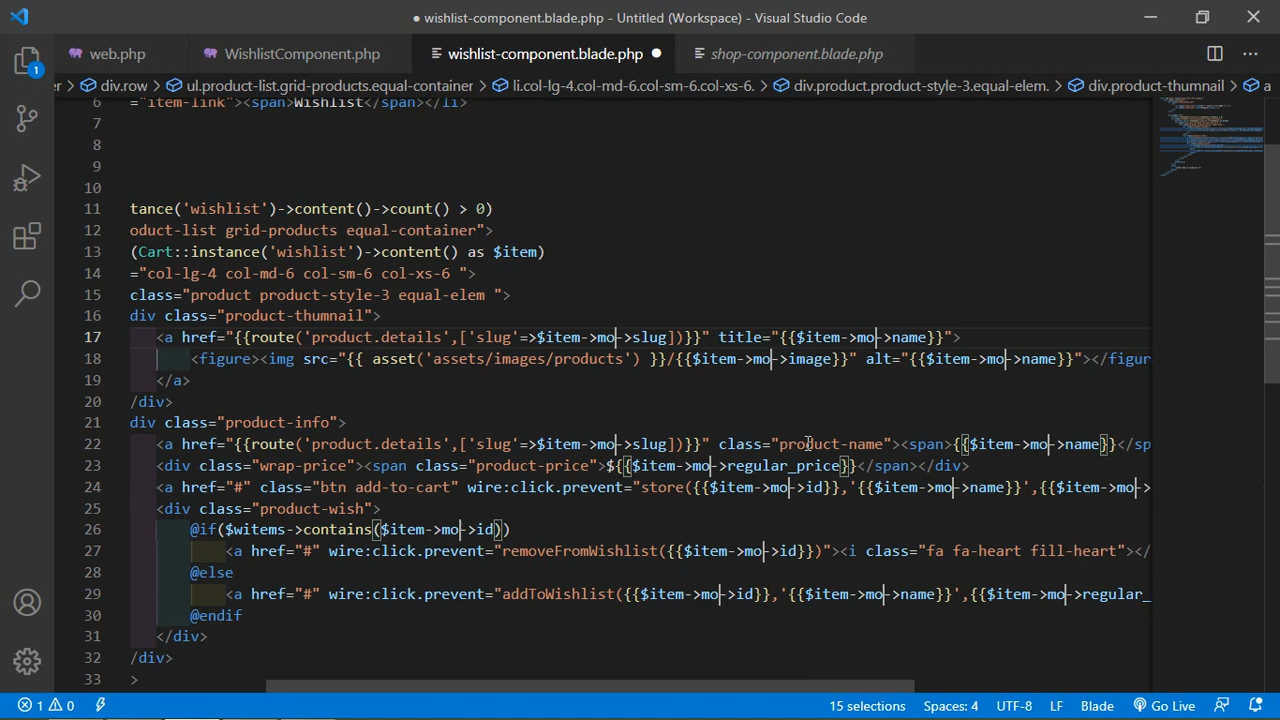 ● wishlist-component.blade.php - Untitled (Workspace) - Visual Studio Code
web.php WishlistComponent.php wishlist-component.blade.php ● shop-component.blade.php
er > div.row > ul.product-list.grid-products.equal-container > li.col-lg-4.col-md-6.col-sm-6.col-xs-6. > div.product.product-style-3.equal-elem. > div.product-thumnail > a
1
6 ="item-link"><span>Wishlist</span></li>
7
8
9
10
11 tance('wishlist')->content()->count() > 0)
12 oduct-list grid-products equal-container">
13 (Cart::instance('wishlist')->content() as $item)
14 ="col-lg-4 col-md-6 col-sm-6 col-xs-6 ">
15 class="product product-style-3 equal-elem ">
16 div class="product-thumnail">
17 <a href="{{route('product.details',['slug'=>$item->mo->slug])}}" title="{{$item->mo->name}}">
18 <figure><img src="{{ asset('assets/images/products') }}/{{$item->mo->image}}" alt="{{$item->mo->name}}"></figur
19 </a>
20 /div>
21 div class="product-info">
22 <a href="{{route('product.details',['slug'=>$item->mo->slug])}}" class="product-name"><span>{{$item->mo->name}}</sp
23 <div class="wrap-price"><span class="product-price">${{$item->mo->regular_price}}</span></div>
24 <a href="#" class="btn add-to-cart" wire:click.prevent="store({{$item->mo->id}},'{{$item->mo->name}}',{{$item->mo->
25 <div class="product-wish">
26 @if($witems->contains($item->mo->id))
27 <a href="#" wire:click.prevent="removeFromWishlist({{$item->mo->id}})"><i class="fa fa-heart fill-heart"></
28 @else
29 <a href="#" wire:click.prevent="addToWishlist({{$item->mo->id}},'{{$item->mo->name}}',{{$item->mo->regular_
30 @endif
31 </div>
32 /div>
33 >
1 0 15 selections Spaces: 4 UTF-8 LF Blade Go Live